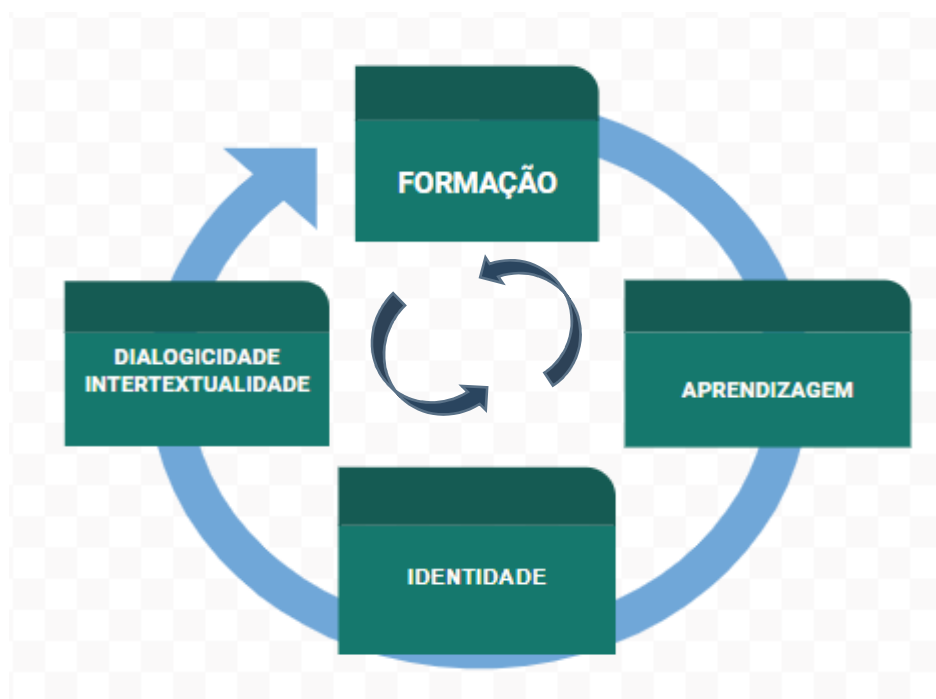 FORMAÇÃO
DIALOGICIDADE
INTERTEXTUALIDADE
APRENDIZAGEM
IDENTIDADE